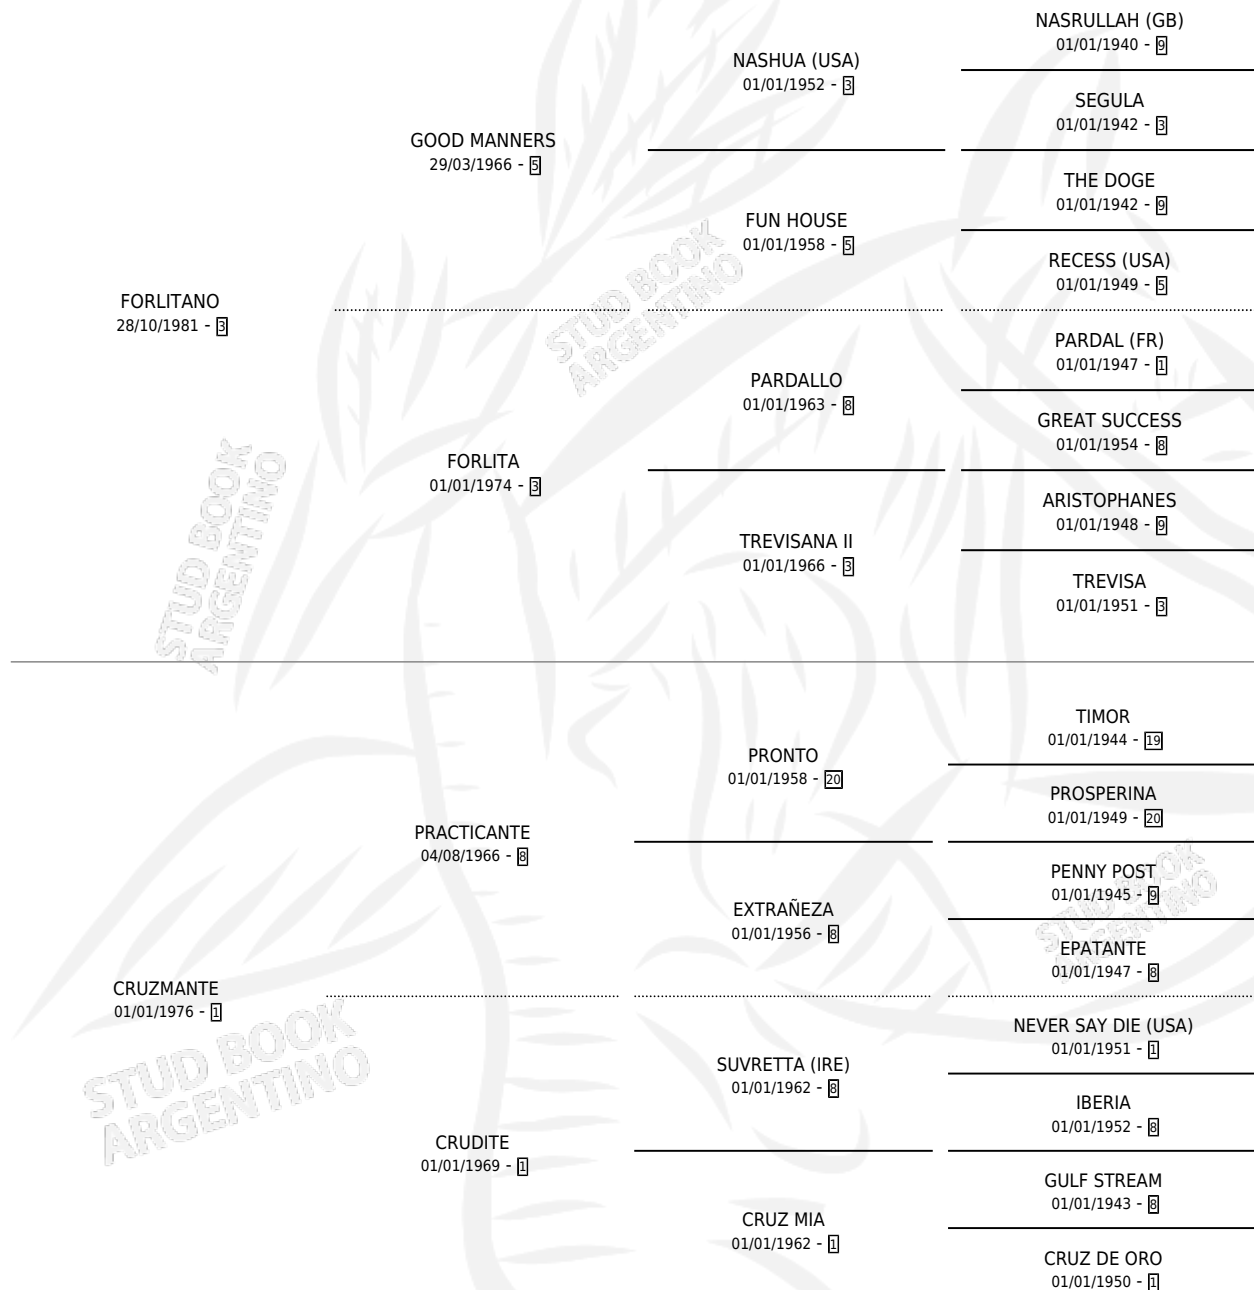 NASRULLAH (GB)
01/01/1940 - 9
NASHUA (USA)
01/01/1952 - 3
SEGULA
01/01/1942 - 3
GOOD MANNERS
29/03/1966 - 5
THE DOGE
01/01/1942 - 9
FUN HOUSE
01/01/1958 - 5
RECESS (USA)
01/01/1949 - 5
FORLITANO
28/10/1981 - 3
PARDAL (FR)
01/01/1947 - 1
PARDALLO
01/01/1963 - 8
GREAT SUCCESS
01/01/1954 - 8
FORLITA
01/01/1974 - 3
ARISTOPHANES
01/01/1948 - 9
TREVISANA II
01/01/1966 - 3
TREVISA
01/01/1951 - 3
TIMOR
01/01/1944 - 19
PRONTO
01/01/1958 - 20
PROSPERINA
01/01/1949 - 20
PRACTICANTE
04/08/1966 - 8
PENNY POST
01/01/1945 - 9
EXTRAÑEZA
01/01/1956 - 8
EPATANTE
01/01/1947 - 8
CRUZMANTE
01/01/1976 - 1
NEVER SAY DIE (USA)
01/01/1951 - 1
SUVRETTA (IRE)
01/01/1962 - 8
IBERIA
01/01/1952 - 8
CRUDITE
01/01/1969 - 1
GULF STREAM
01/01/1943 - 8
CRUZ MIA
01/01/1962 - 1
CRUZ DE ORO
01/01/1950 - 1
STUD BOOK
ARGENTINO
STUD BOOK
ARGENTINO
STUD BOOK
ARGENTINO
STUD BOOK
ARGENTINO